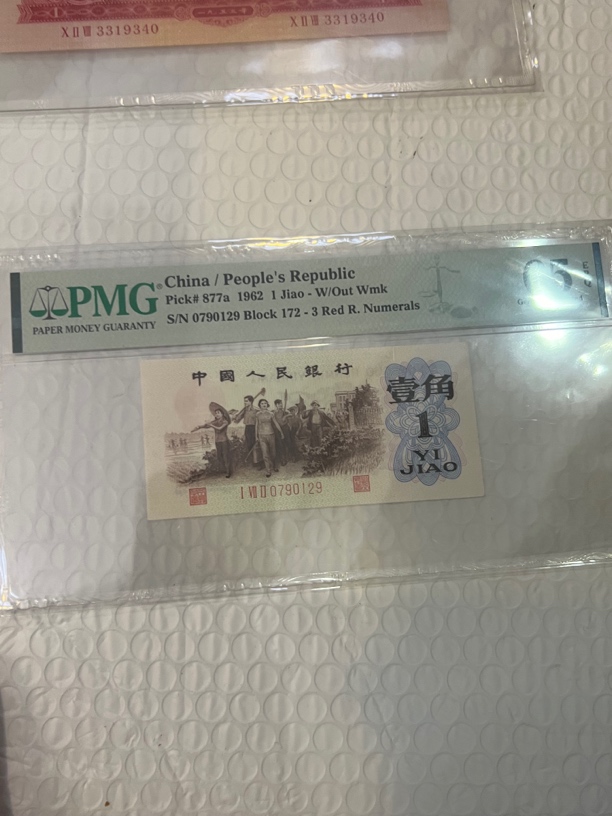 X II VIII 3319340 X II VIII 3319340
PMG®
PAPER MONEY GUARANTY
China / People's Republic
Pick# 877a 1962 1 Jiao - W/Out Wmk
S/N 0790129 Block 172 - 3 Red R. Numerals
中國人民銀行
壹角
1
YI
JIAO
I VII II 0790129